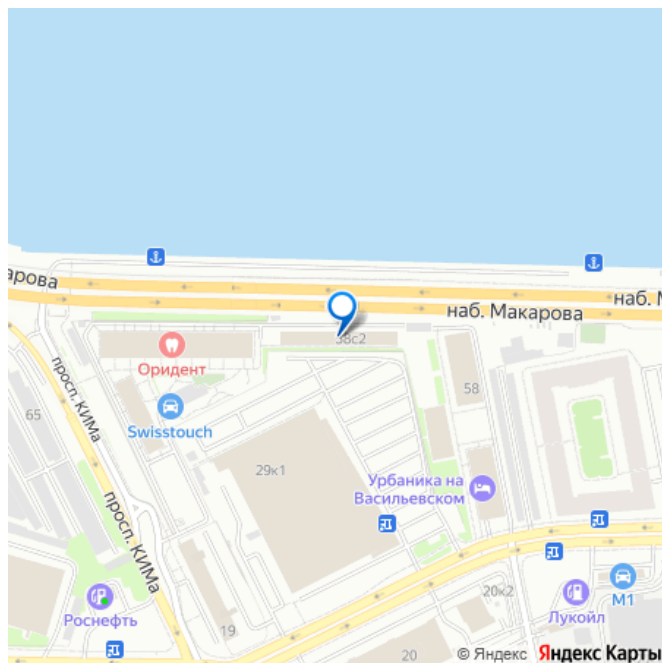 арова
наб. М
наб. Макарова
38с2
Оридент
просп. КИМа
58
65
Swisstouch
29к1
Урбаника на
Васильевском
просп. КИМа
Роснефть
20к2
Лукойл
М1
19
20
© Яндекс Яндекс Карты